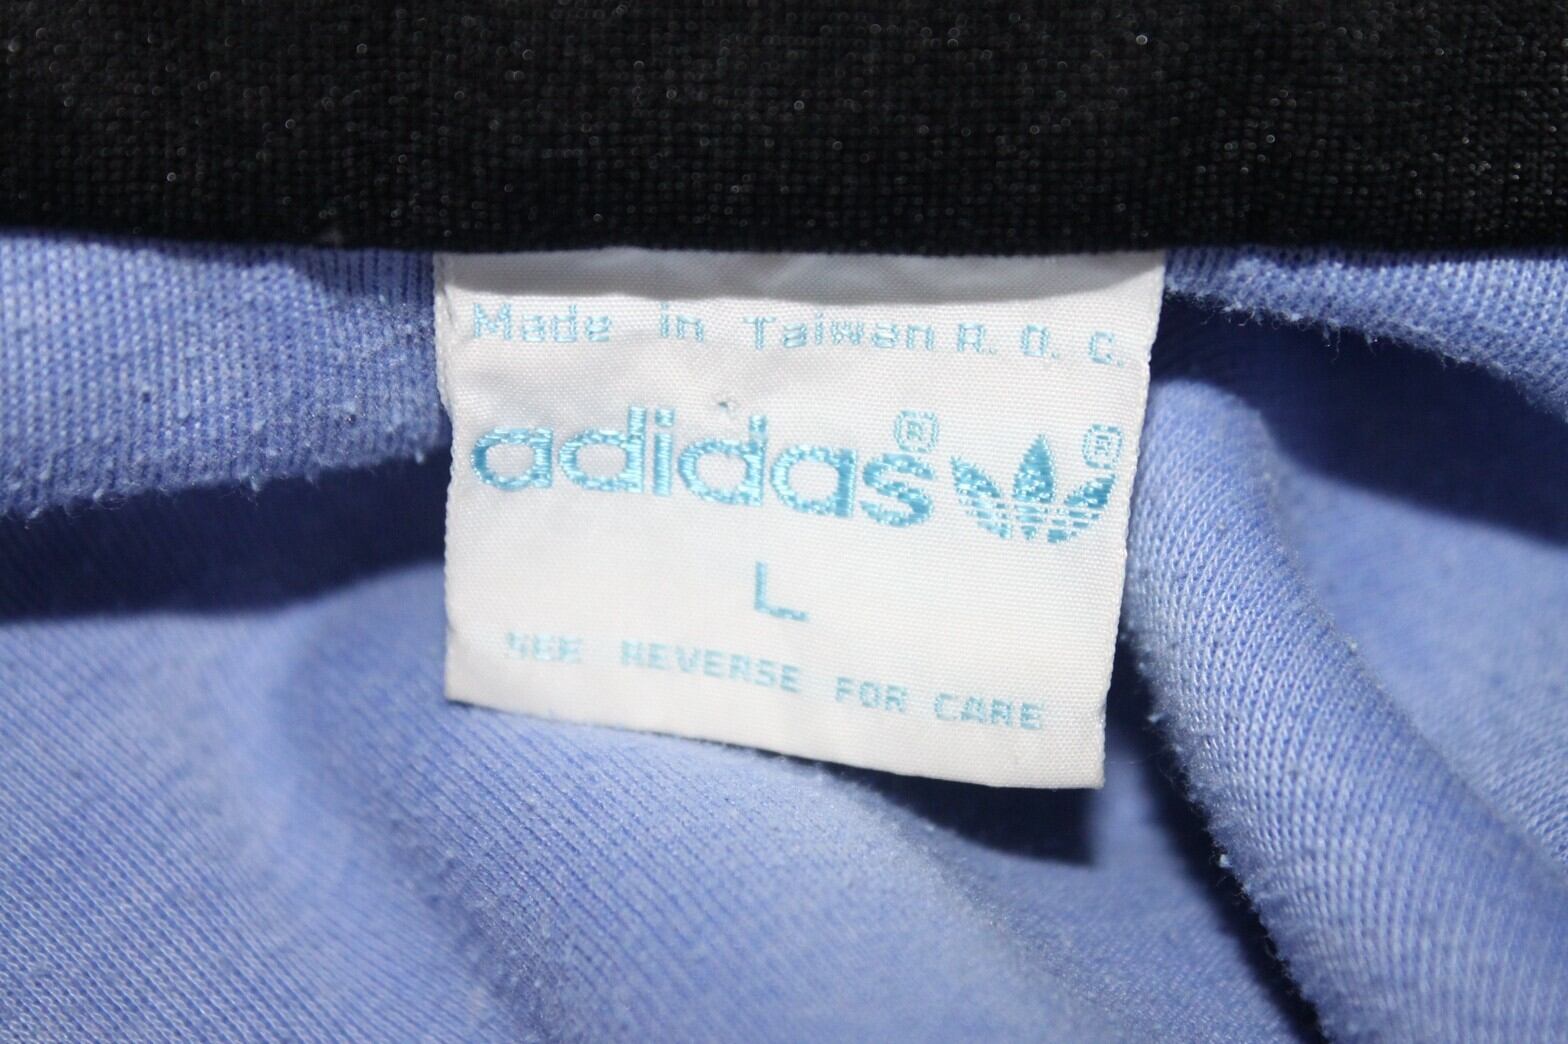 Made in Taiwan R. O. C.
adidas® ®
L
SEE REVERSE FOR CARE